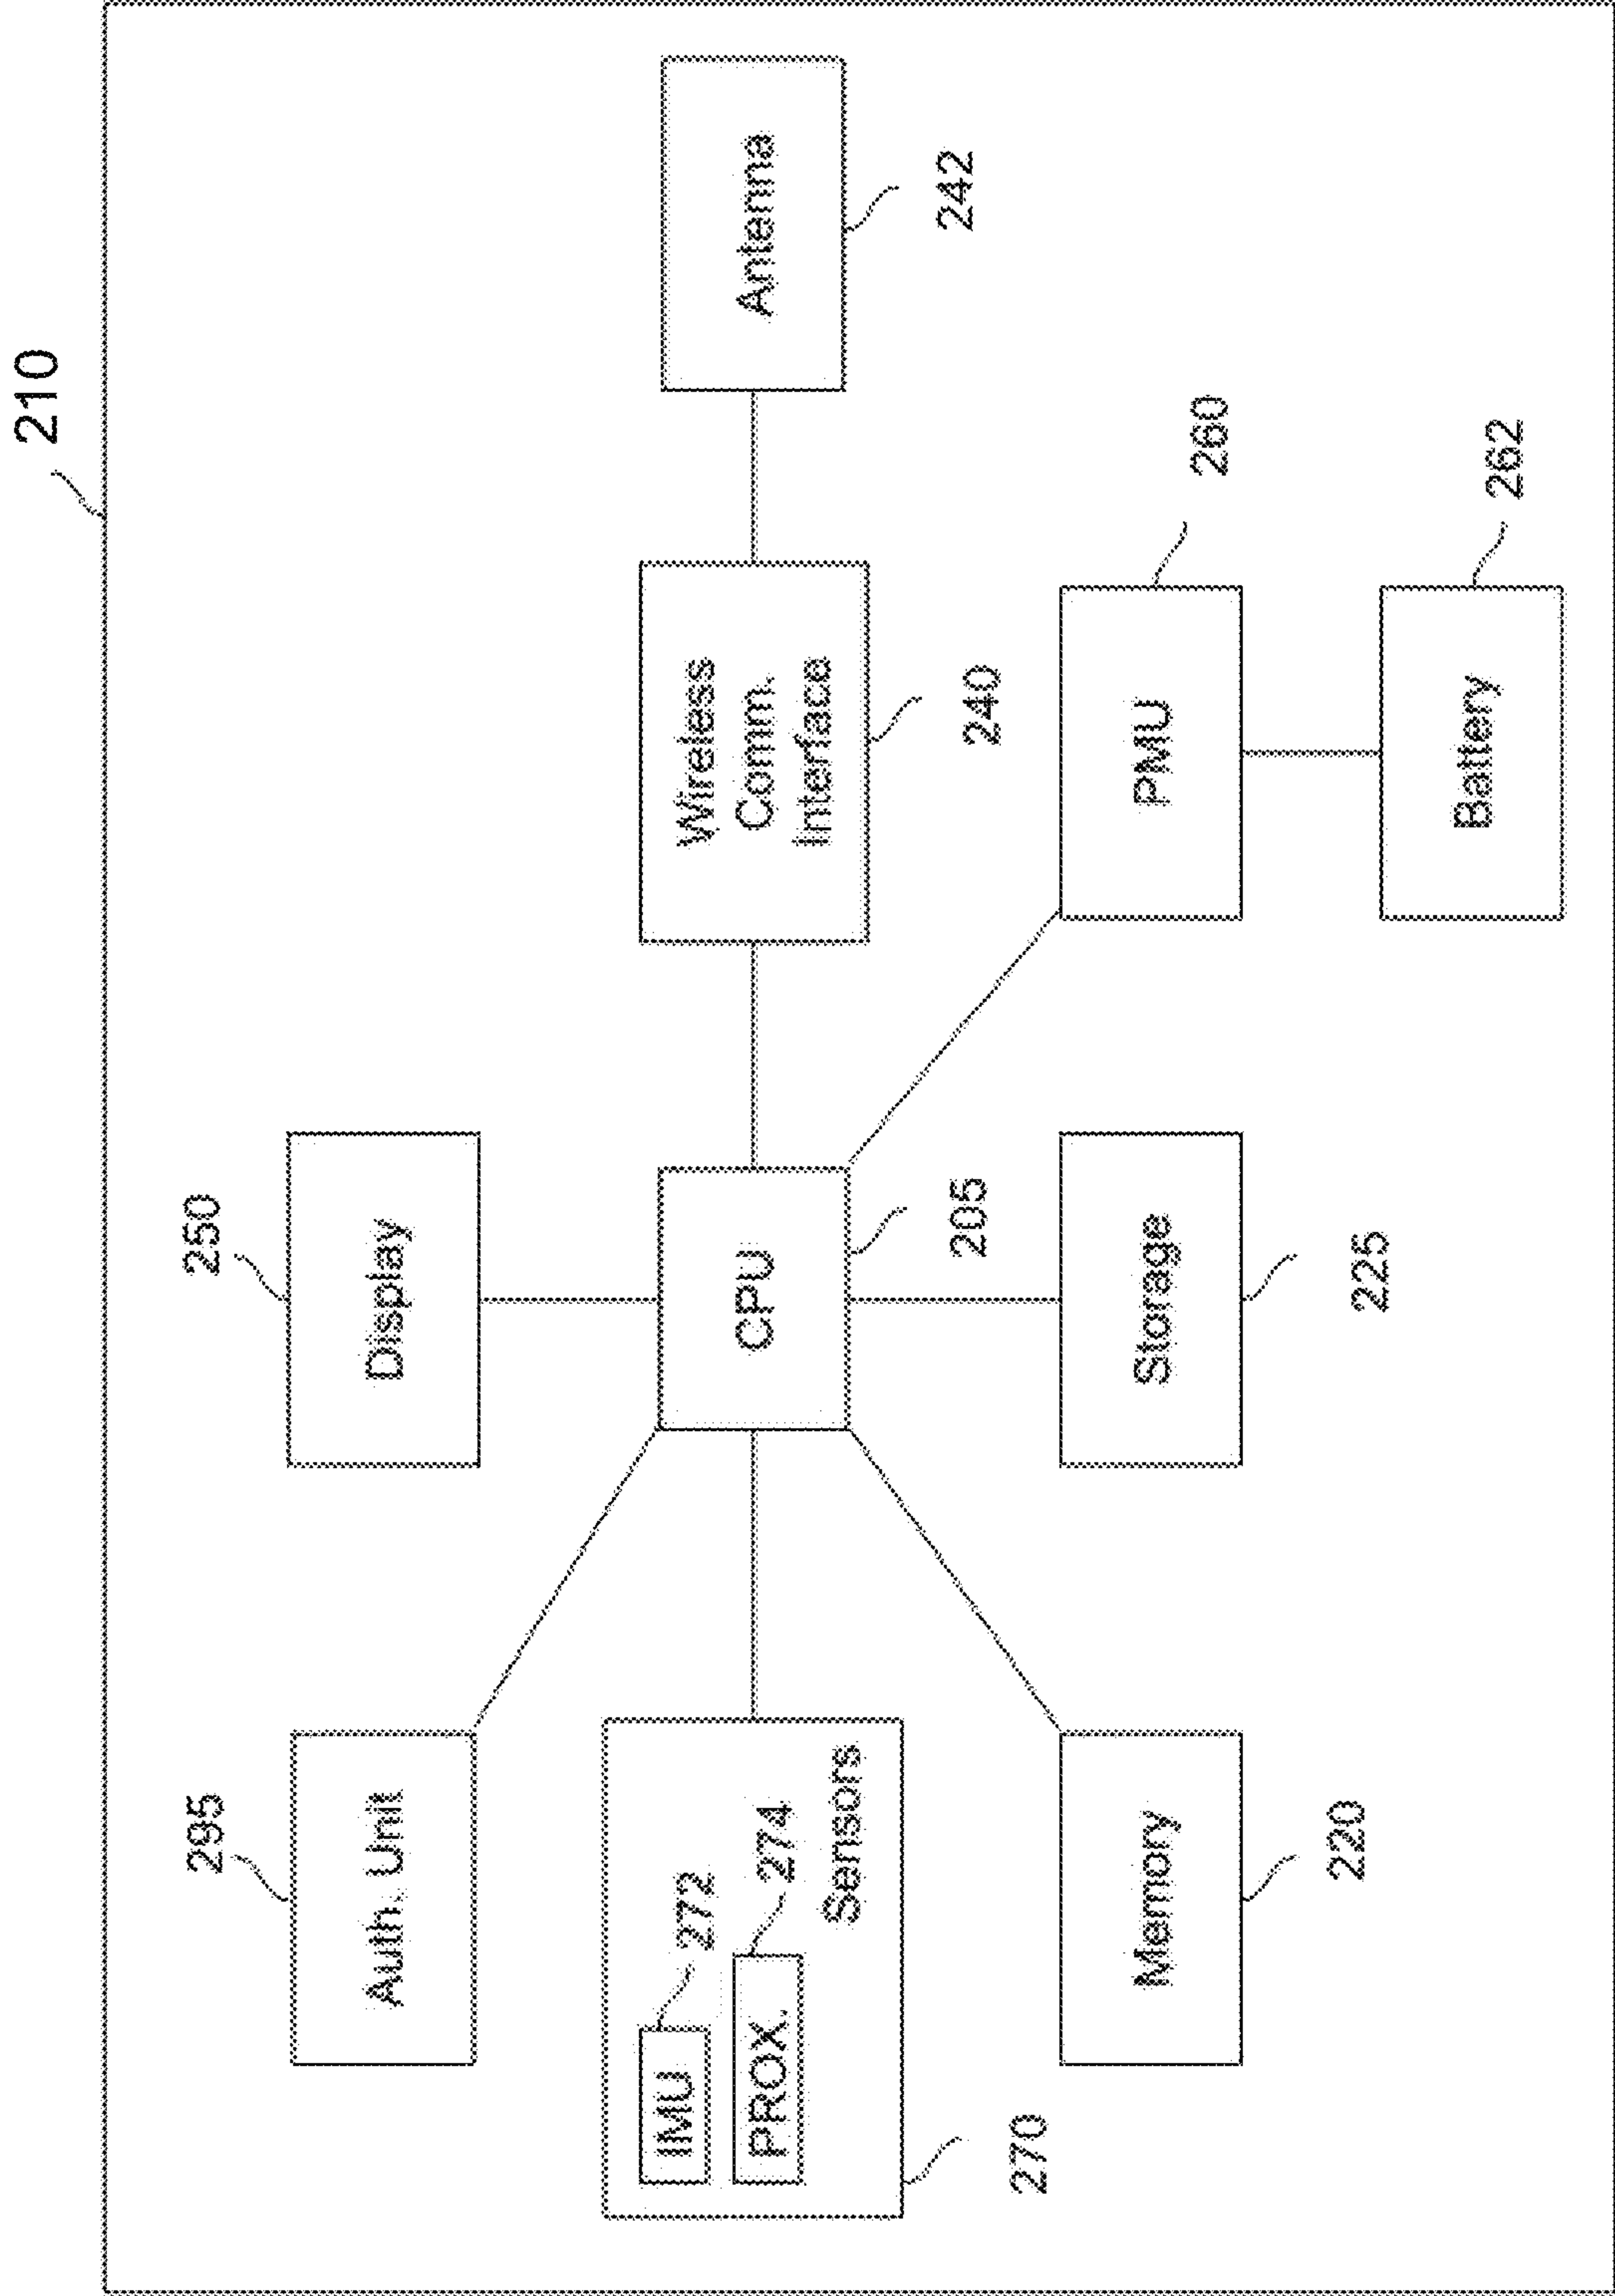 210
295
Auth. Unit
250
Display
IMU
272
PROX.
274
Sensors
270
CPU
205
Wireless
Comm.
Interface
240
Antenna
242
Memory
220
Storage
225
PMU
260
Battery
262